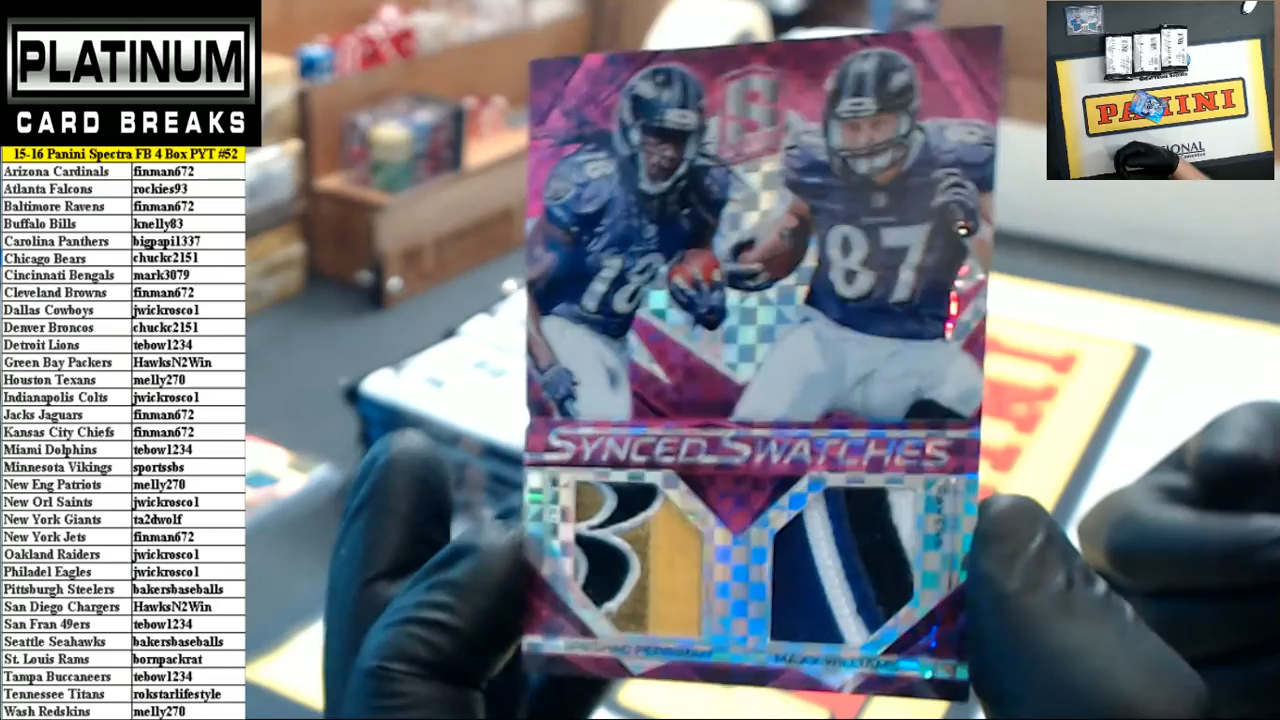 PLATINUM
CARD BREAKS
15-16 Panini Spectra FB 4 Box PYT #52
Arizona Cardinals finman672
Atlanta Falcons rockies93
Baltimore Ravens finman672
Buffalo Bills knelly83
Carolina Panthers bigpapi1337
Chicago Bears chuckc2151
Cincinnati Bengals mark3079
Cleveland Browns finman672
Dallas Cowboys jwickrosco1
Denver Broncos chuckc2151
Detroit Lions tebow1234
Green Bay Packers HawksN2Win
Houston Texans melly270
Indianapolis Colts jwickrosco1
Jacks Jaguars finman672
Kansas City Chiefs finman672
Miami Dolphins tebow1234
Minnesota Vikings sportsbs
New Eng Patriots melly270
New Orl Saints jwickrosco1
New York Giants ta2dwolf
New York Jets finman672
Oakland Raiders jwickrosco1
Philadel Eagles jwickrosco1
Pittsburgh Steelers bakersbaseballs
San Diego Chargers HawksN2Win
San Fran 49ers tebow1234
Seattle Seahawks bakersbaseballs
St. Louis Rams bornpackrat
Tampa Buccaneers tebow1234
Tennessee Titans rokstarlifestyle
Wash Redskins melly270
18
18
87
SYNCED SWATCHES
BRESHAD PERRIMAN
MAXX WILLIAMS
PANINI